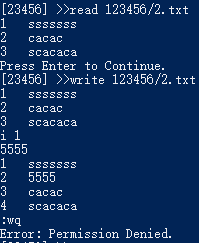 [23456] >>read 123456/2.txt
1 sssssss
2 cacac
3 scacaca
Press Enter to Continue.
[23456] >>write 123456/2.txt
1 sssssss
2 cacac
3 scacaca
i 1
5555
1 sssssss
2 5555
3 cacac
4 scacaca
:wq
Error: Permission Denied.